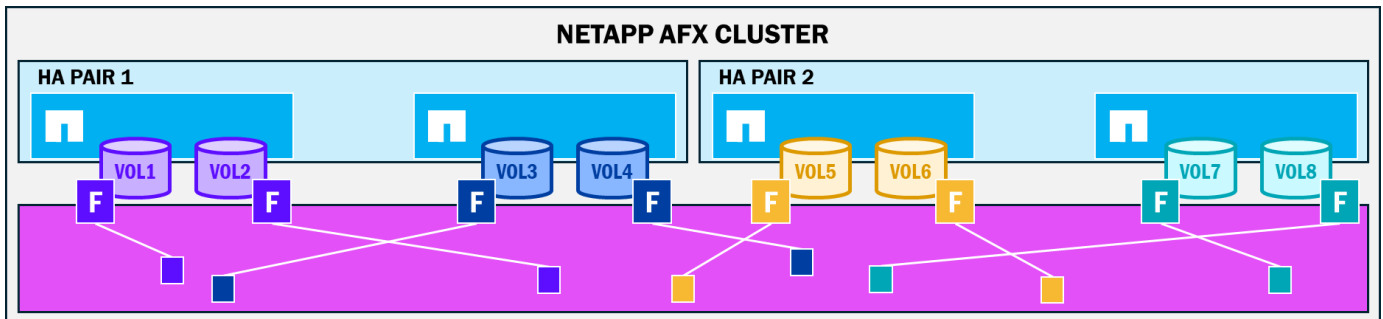 NETAPP AFX CLUSTER
HA PAIR 1
HA PAIR 2
VOL1 VOL2 VOL3 VOL4 VOL5 VOL6 VOL7 VOL8
F F F F F F F F